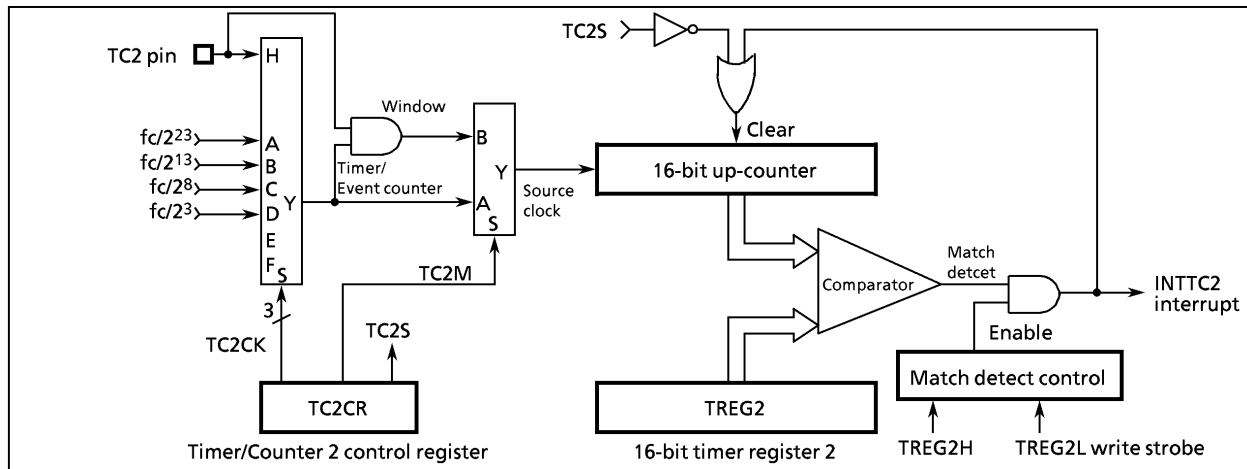 TC2 pin
H
fc/2²³
A
fc/2¹³
B
fc/2⁸
C
fc/2³
D
E
F
S
Y
3
TC2CK
Window
Timer/
Event counter
B
Y
A
S
TC2M
TC2S
Source
clock
TC2CR
Timer/Counter 2 control register
TC2S
Clear
16-bit up-counter
Comparator
Match
detcet
Enable
INTTC2
interrupt
Match detect control
TREG2H
TREG2L write strobe
TREG2
16-bit timer register 2